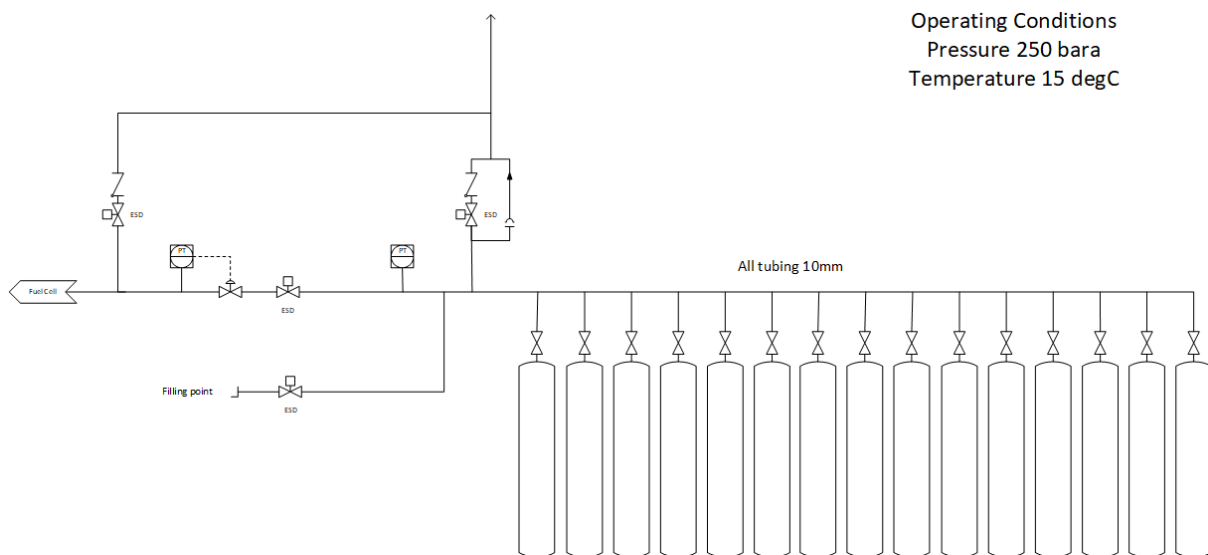 Operating Conditions
Pressure 250 bara
Temperature 15 degC
ESD
ESD
PT
PT
All tubing 10mm
Fuel Cell
ESD
Filling point
ESD